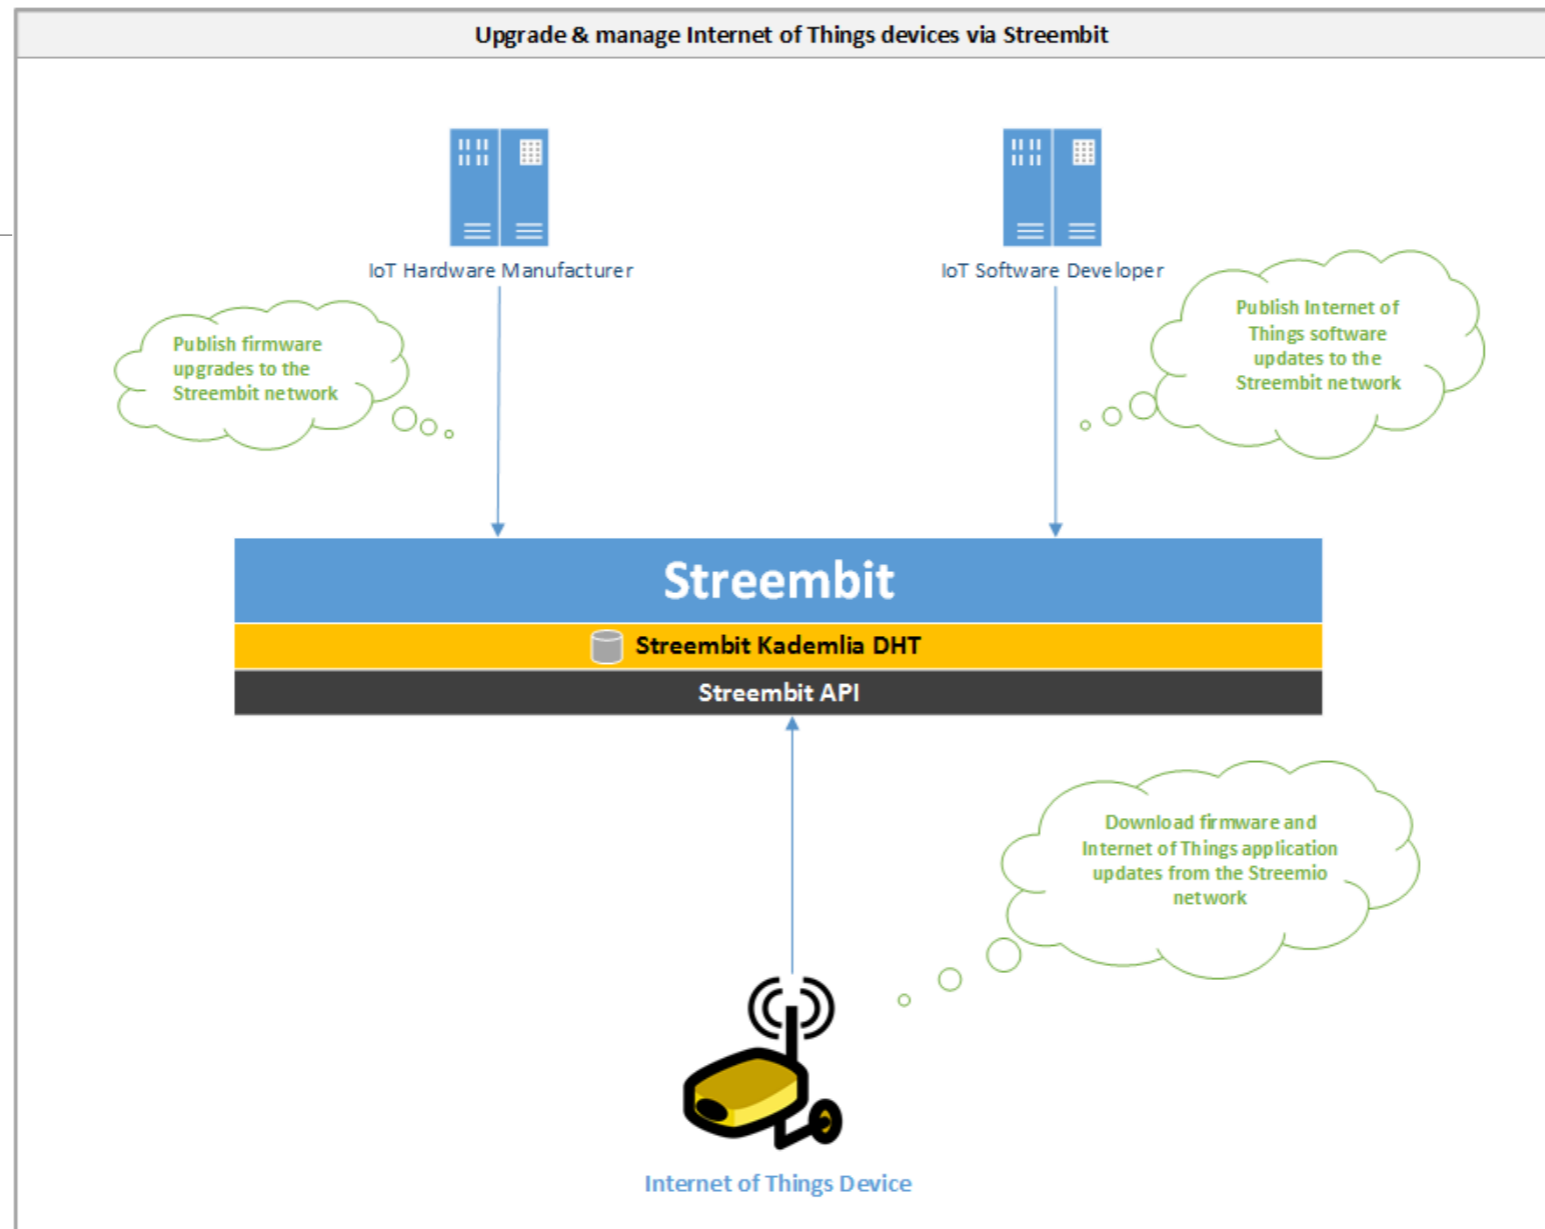 Upgrade & manage Internet of Things devices via Streembit
IoT Hardware Manufacturer
IoT Software Developer
Publish firmware
upgrades to the
Streembit network
Publish Internet of
Things software
updates to the
Streembit network
Streembit
Streembit Kademlia DHT
Streembit API
Download firmware and
Internet of Things application
updates from the Streemio
network
Internet of Things Device